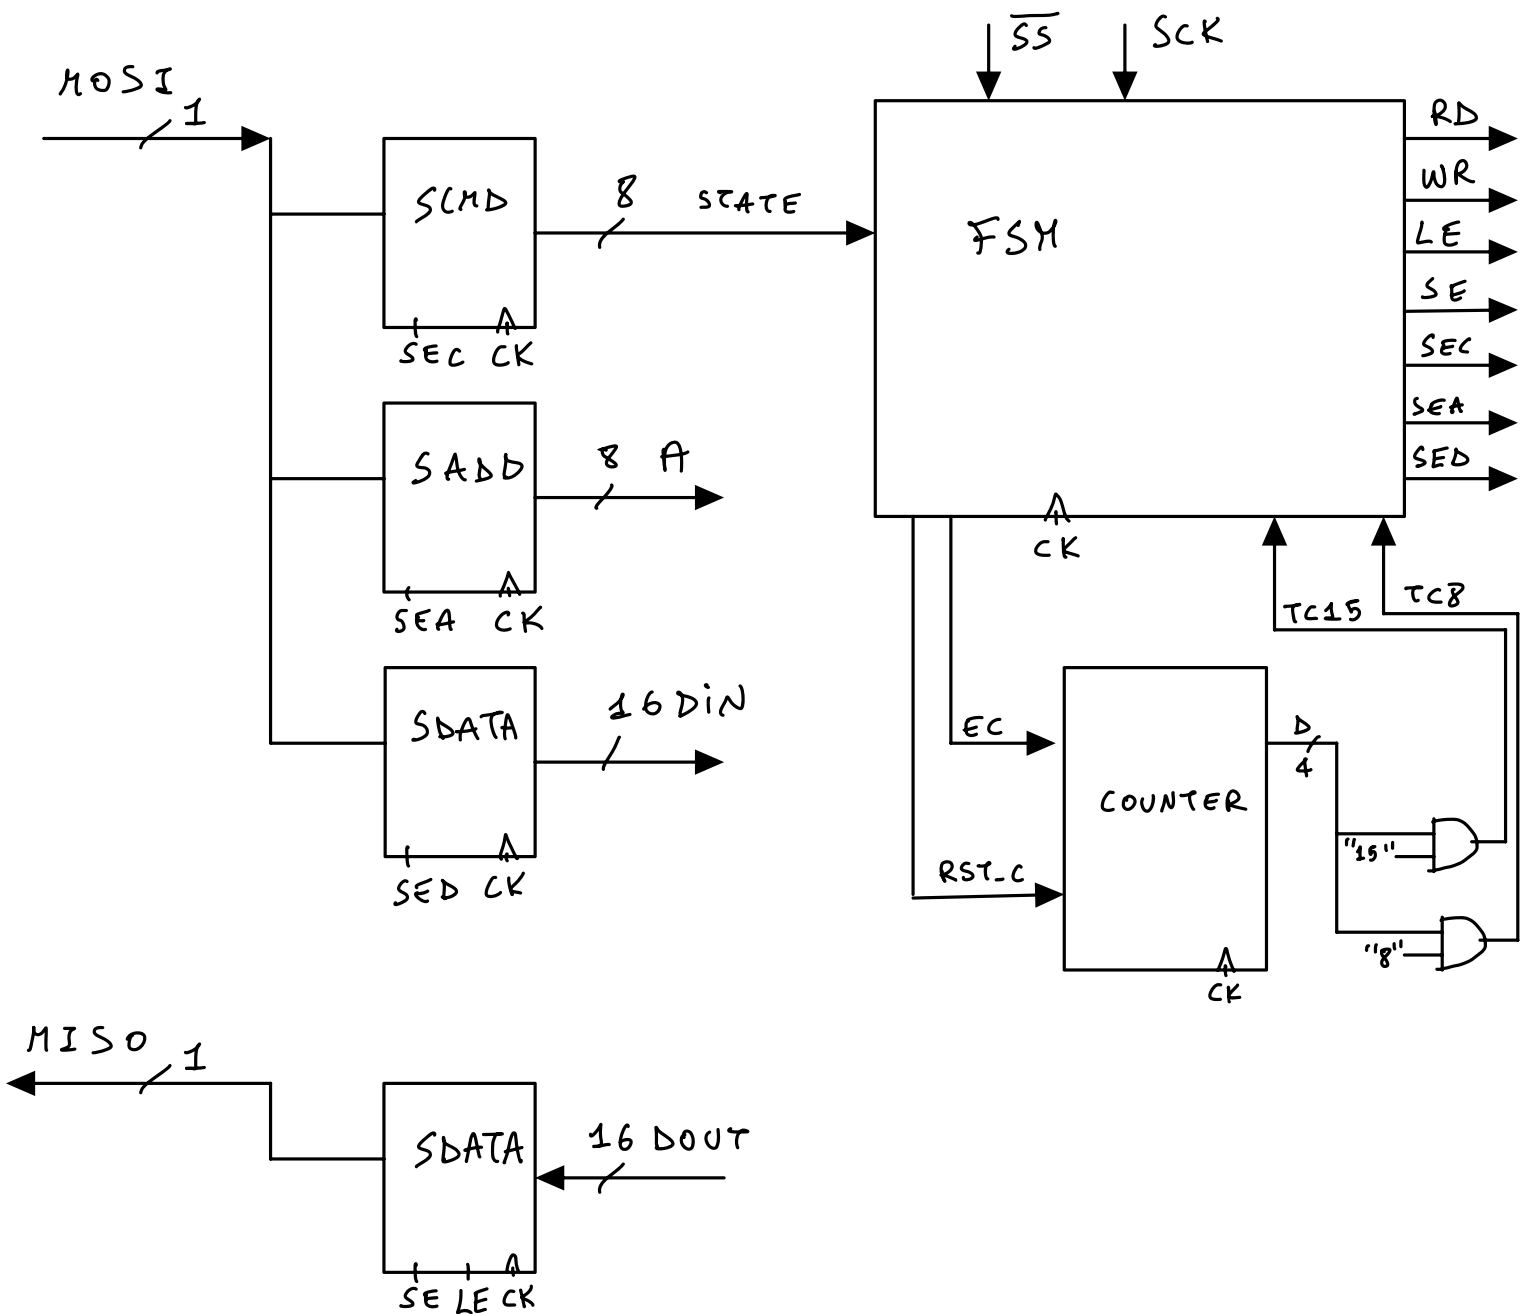 MOSI
1
SCMD
SEC CK
8 STATE
SADD
SEA CK
8 A
SDATA
SED CK
16 DiN
MISO
1
SDATA
SE LE CK
16 DOUT
S̅S̅
SCK
FSM
CK
RD
WR
LE
SE
SEC
SEA
SED
TC15
TC8
EC
RST_C
COUNTER
CK
D
4
"15"
"8"